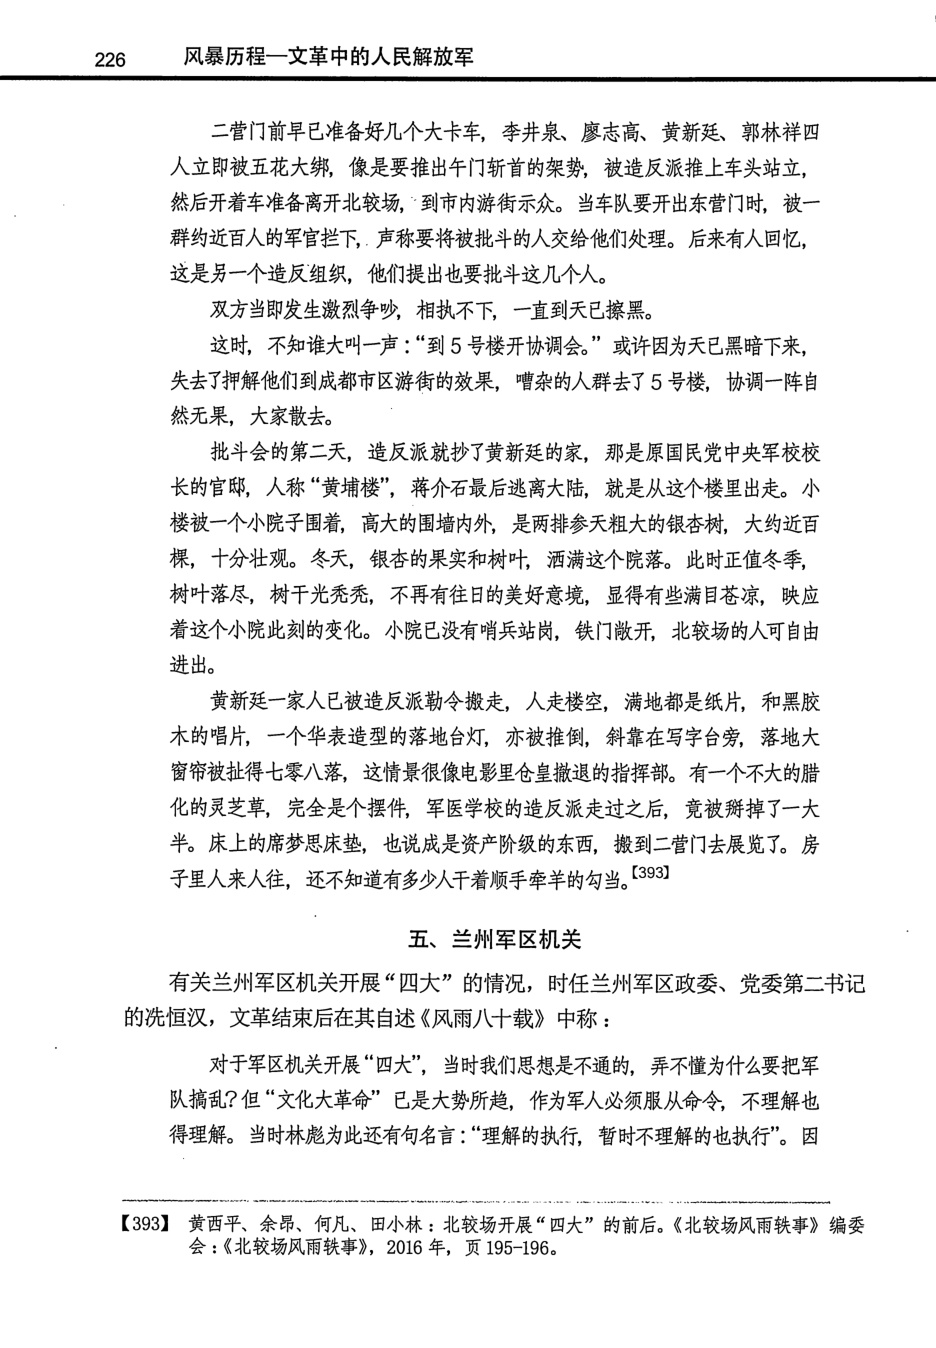 226 风暴历程—文革中的人民解放军
二营门前早已准备好几个大卡车，李井泉、廖志高、黄新廷、郭林祥四
人立即被五花大绑，像是要推出午门斩首的架势，被造反派推上车头站立，
然后开着车准备离开北较场，到市内游街示众。当车队要开出东营门时，被一
群约近百人的军官拦下，声称要将被批斗的人交给他们处理。后来有人回忆，
这是另一个造反组织，他们提出也要批斗这几个人。
双方当即发生激烈争吵，相执不下，一直到天已擦黑。
这时，不知谁大叫一声：“到 5 号楼开协调会。”或许因为天已黑暗下来，
失去了押解他们到成都市区游街的效果，嘈杂的人群去了 5 号楼，协调一阵自
然无果，大家散去。
批斗会的第二天，造反派就抄了黄新廷的家，那是原国民党中央军校校
长的官邸，人称“黄埔楼”，蒋介石最后逃离大陆，就是从这个楼里出走。小
楼被一个小院子围着，高大的围墙内外，是两排参天粗大的银杏树，大约近百
棵，十分壮观。冬天，银杏的果实和树叶，洒满这个院落。此时正值冬季，
树叶落尽，树干光秃秃，不再有往日的美好意境，显得有些满目苍凉，映应
着这个小院此刻的变化。小院已没有哨兵站岗，铁门敞开，北较场的人可自由
进出。
黄新廷一家人已被造反派勒令搬走，人走楼空，满地都是纸片，和黑胶
木的唱片，一个华表造型的落地台灯，亦被推倒，斜靠在写字台旁，落地大
窗帘被扯得七零八落，这情景很像电影里仓皇撤退的指挥部。有一个不大的腊
化的灵芝草，完全是个摆件，军医学校的造反派走过之后，竟被掰掉了一大
半。床上的席梦思床垫，也说成是资产阶级的东西，搬到二营门去展览了。房
子里人来人往，还不知道有多少人干着顺手牵羊的勾当。【393】
五、兰州军区机关
有关兰州军区机关开展“四大”的情况，时任兰州军区政委、党委第二书记
的冼恒汉，文革结束后在其自述《风雨八十载》中称：
对于军区机关开展“四大”，当时我们思想是不通的，弄不懂为什么要把军
队搞乱？但“文化大革命”已是大势所趋，作为军人必须服从命令，不理解也
得理解。当时林彪为此还有句名言：“理解的执行，暂时不理解的也执行”。因
【393】 黄西平、余昂、何凡、田小林：北较场开展“四大”的前后。《北较场风雨轶事》编委
会：《北较场风雨轶事》，2016 年，页 195-196。